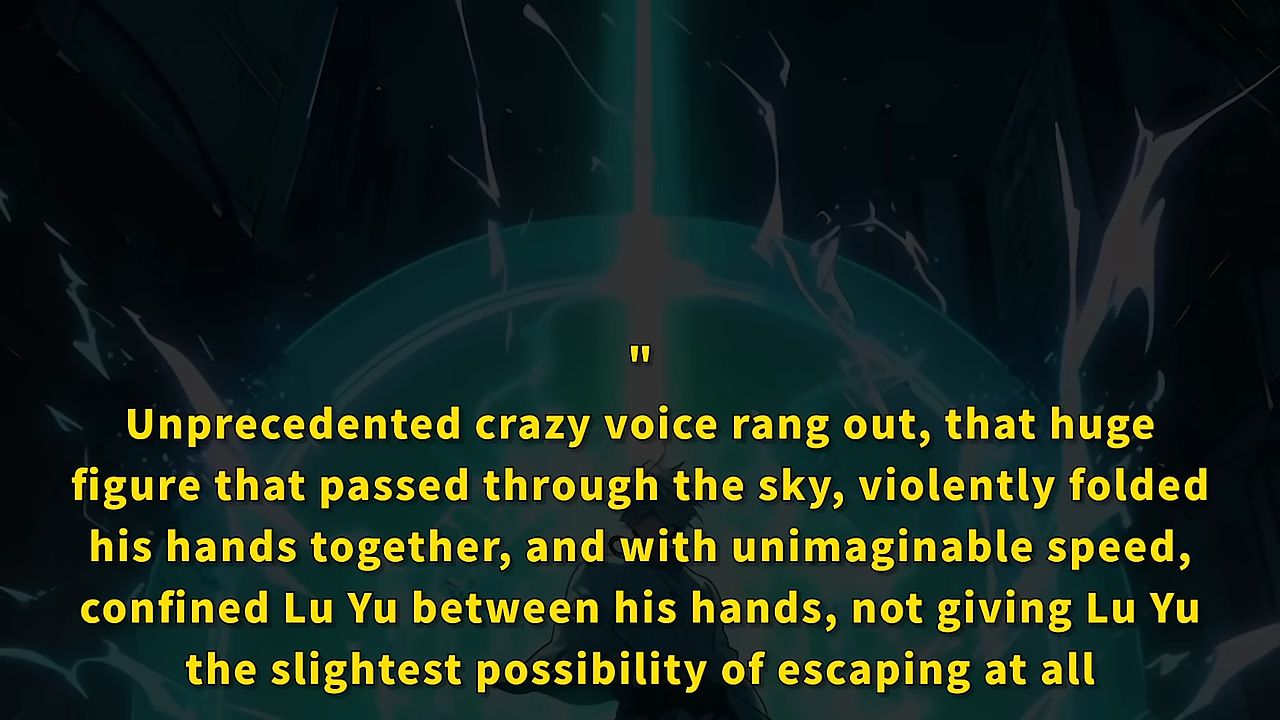 "
Unprecedented crazy voice rang out, that huge
figure that passed through the sky, violently folded
his hands together, and with unimaginable speed,
confined Lu Yu between his hands, not giving Lu Yu
the slightest possibility of escaping at all